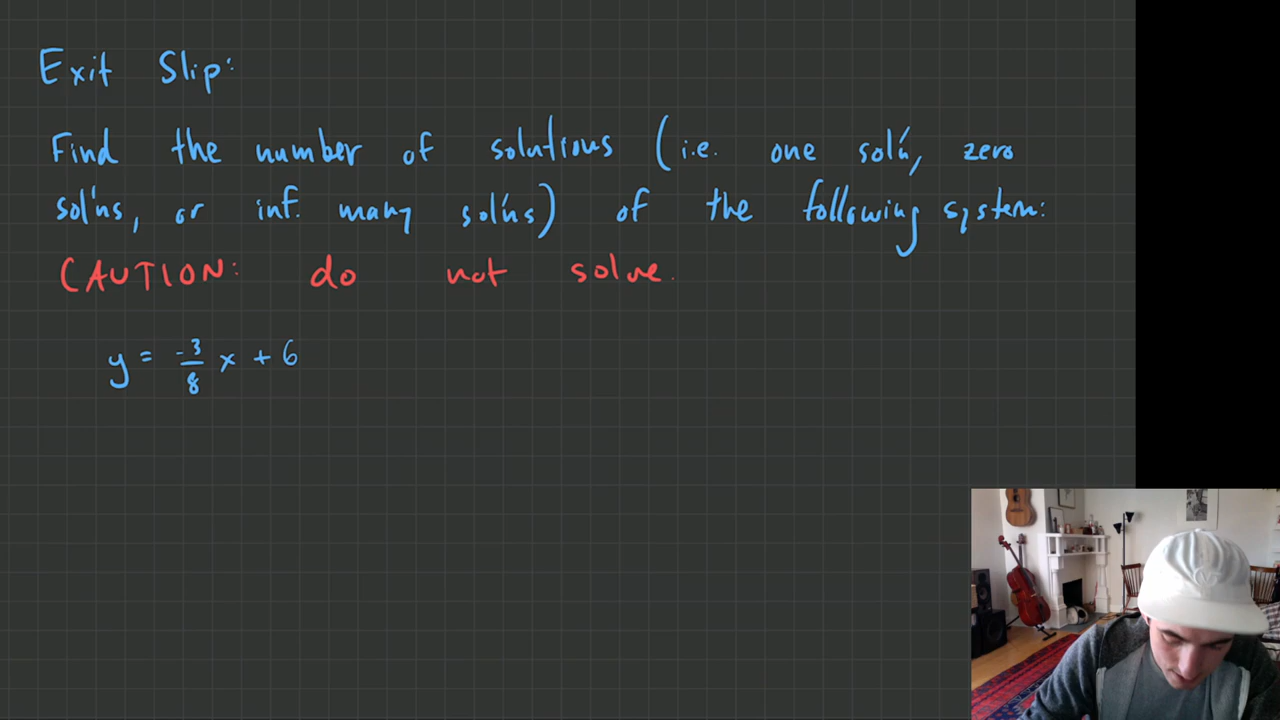 Exit Slip:
Find the number of solutions (i.e. one sol'n, zero
sol'ns, or inf. many sol'ns) of the following system:
CAUTION: do not solve.
y = -3/8 x + 6